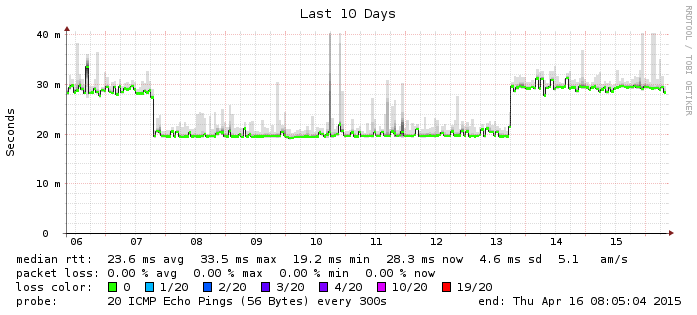 Last 10 Days
RRDTOOL / TOBI OETIKER
Seconds
40 m
30 m
20 m
10 m
0
06 07 08 09 10 11 12 13 14 15
median rtt: 23.6 ms avg 33.5 ms max 19.2 ms min 28.3 ms now 4.6 ms sd 5.1 am/s
packet loss: 0.00 % avg 0.00 % max 0.00 % min 0.00 % now
loss color: 0 1/20 2/20 3/20 4/20 10/20 19/20
probe: 20 ICMP Echo Pings (56 Bytes) every 300s end: Thu Apr 16 08:05:04 2015